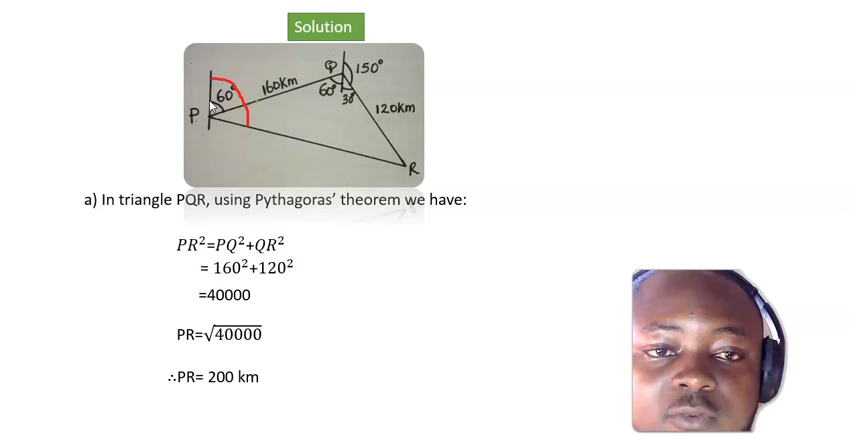 Solution
Q 150°
160km
60° 60° 30°
120km
P
R
a) In triangle PQR, using Pythagoras’ theorem we have:
PR²=PQ²+QR²
= 160²+120²
=40000
PR=√40000
∴PR= 200 km